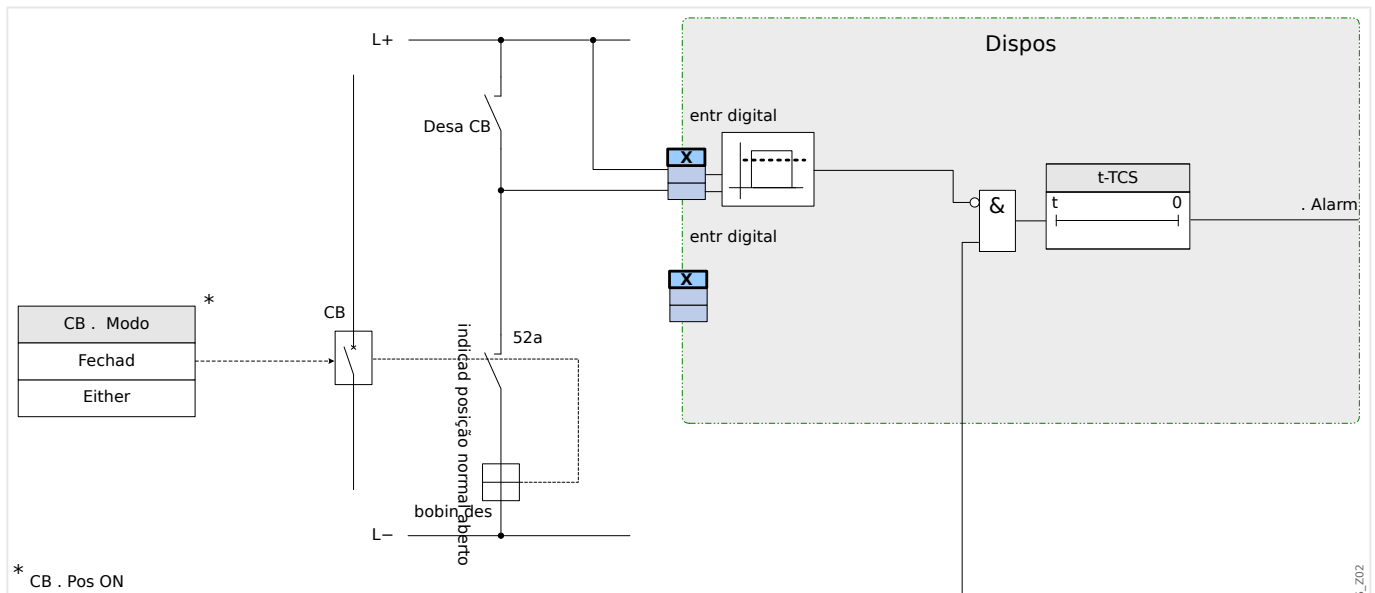 L+
Dispos
Desa CB
entr digital
X
t-TCS
t 0
&
. Alarm
entr digital
X
*
CB . Modo
Fechad
Either
CB
52a
indicad posição normal aberto
bobin des
L−
* CB . Pos ON
_Z02